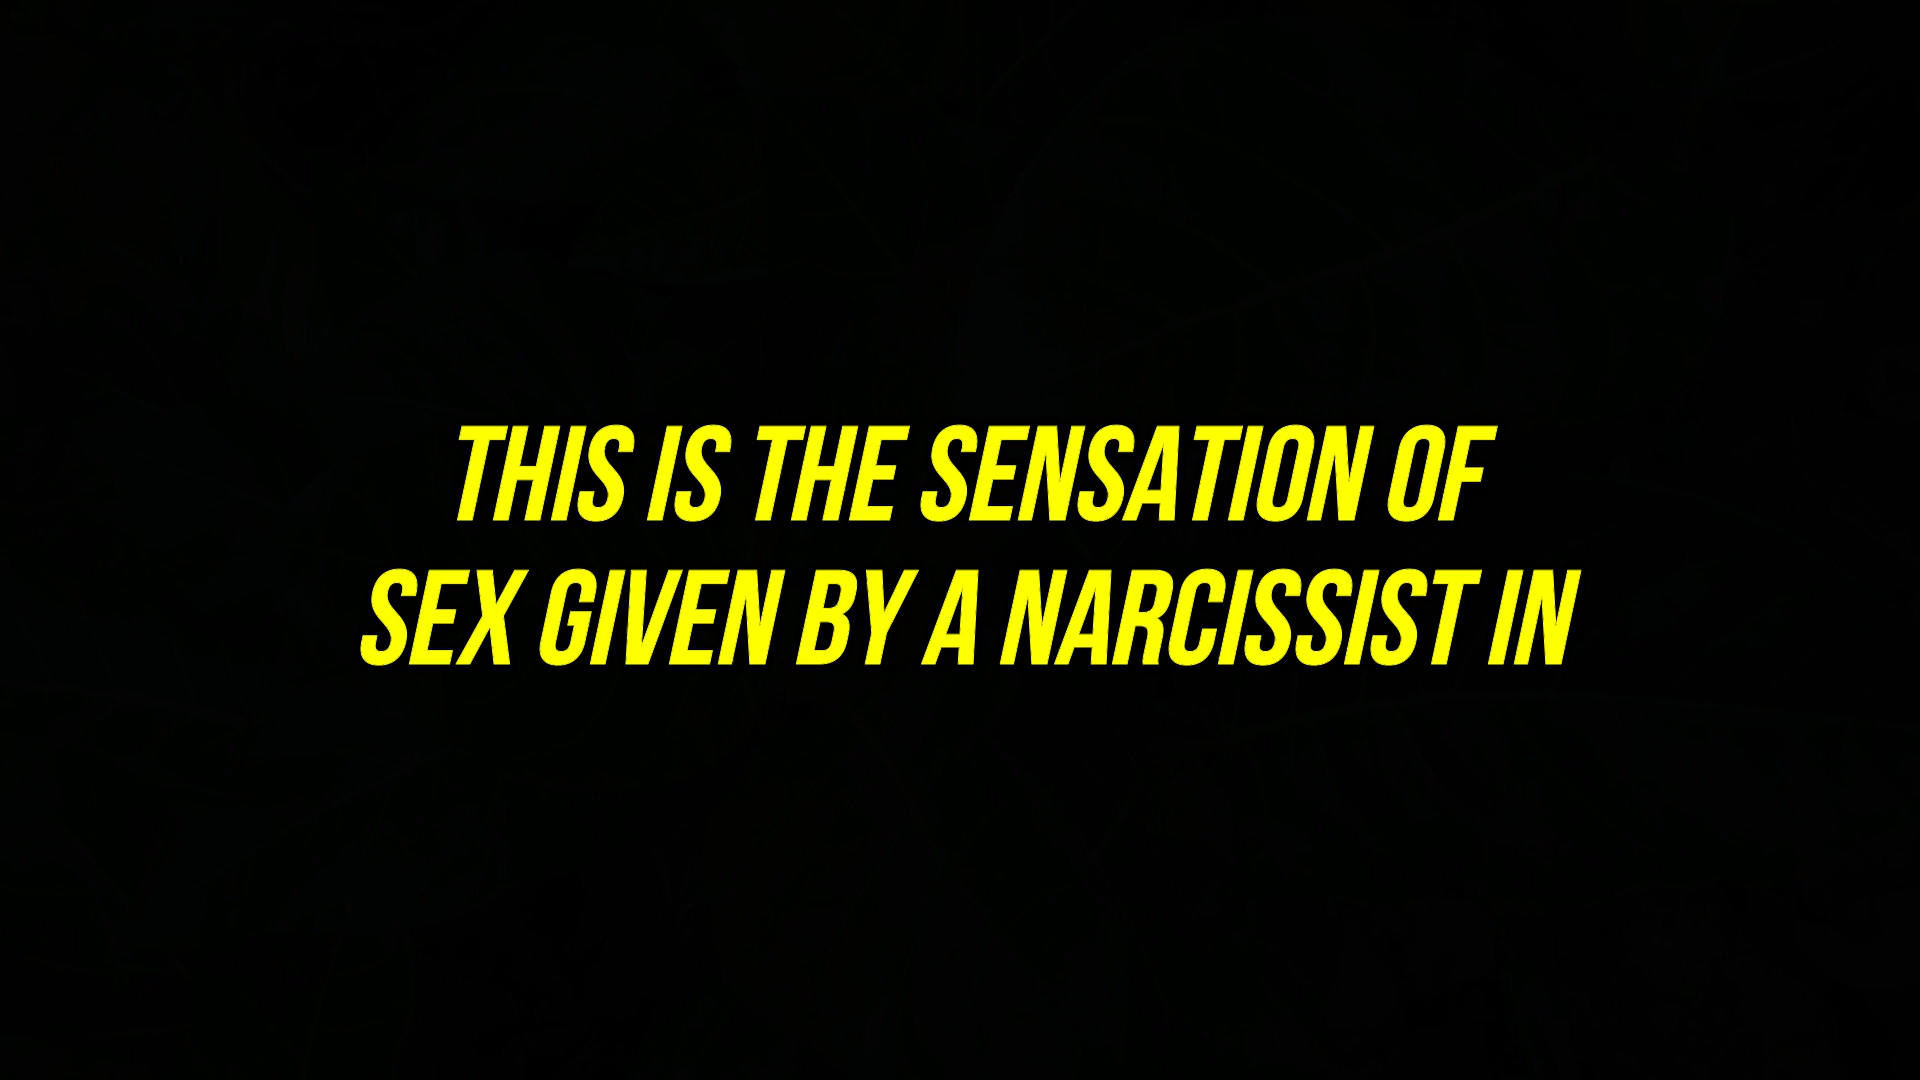 THIS IS THE SENSATION OF
SEX GIVEN BY A NARCISSIST IN